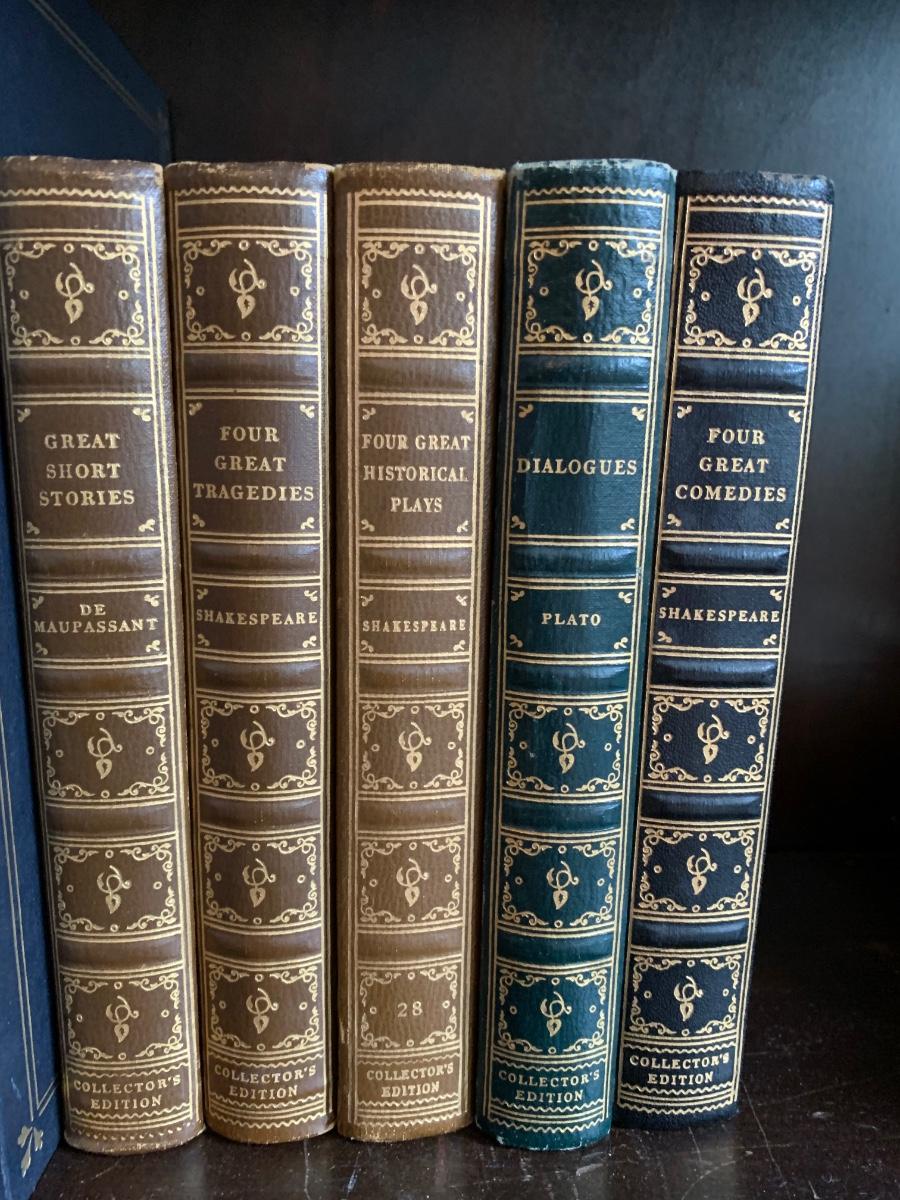 GREAT
SHORT
STORIES
DE
MAUPASSANT
COLLECTOR'S
EDITION
FOUR
GREAT
TRAGEDIES
SHAKESPEARE
COLLECTOR'S
EDITION
FOUR GREAT
HISTORICAL
PLAYS
SHAKESPEARE
28
COLLECTOR'S
EDITION
DIALOGUES
PLATO
COLLECTOR'S
EDITION
FOUR
GREAT
COMEDIES
SHAKESPEARE
COLLECTOR'S
EDITION